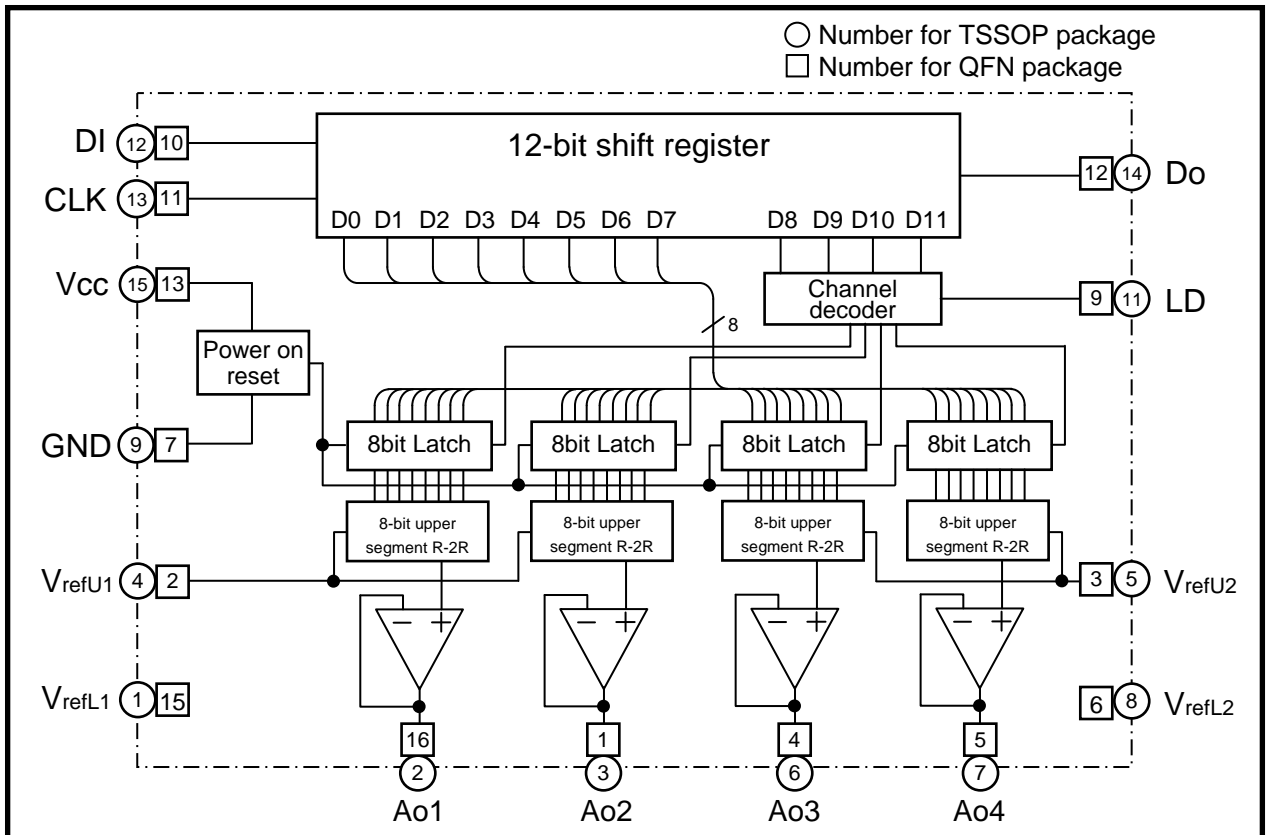 Number for TSSOP package
Number for QFN package
DI 12 10
12-bit shift register
12 14 Do
CLK 13 11
D0 D1 D2 D3 D4 D5 D6 D7 D8 D9 D10 D11
Vcc 15 13
Channel
decoder
9 11 LD
8
Power on
reset
GND 9 7
8bit Latch 8bit Latch 8bit Latch 8bit Latch
8-bit upper 8-bit upper 8-bit upper 8-bit upper
segment R-2R segment R-2R segment R-2R segment R-2R
VrefU1 4 2
3 5 VrefU2
− + − + − + − +
VrefL1 1 15
6 8 VrefL2
16 1 4 5
2 3 6 7
Ao1 Ao2 Ao3 Ao4